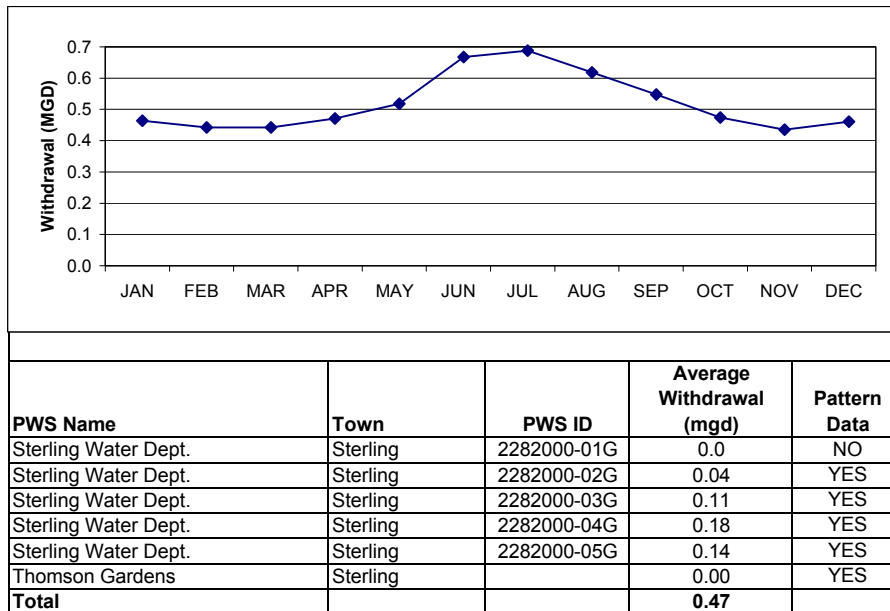 Withdrawal (MGD)
0.7
0.6
0.5
0.4
0.3
0.2
0.1
0.0
JAN FEB MAR APR MAY JUN JUL AUG SEP OCT NOV DEC
PWS Name Town PWS ID Average Withdrawal (mgd) Pattern Data
Sterling Water Dept. Sterling 2282000-01G 0.0 NO
Sterling Water Dept. Sterling 2282000-02G 0.04 YES
Sterling Water Dept. Sterling 2282000-03G 0.11 YES
Sterling Water Dept. Sterling 2282000-04G 0.18 YES
Sterling Water Dept. Sterling 2282000-05G 0.14 YES
Thomson Gardens Sterling 0.00 YES
Total 0.47